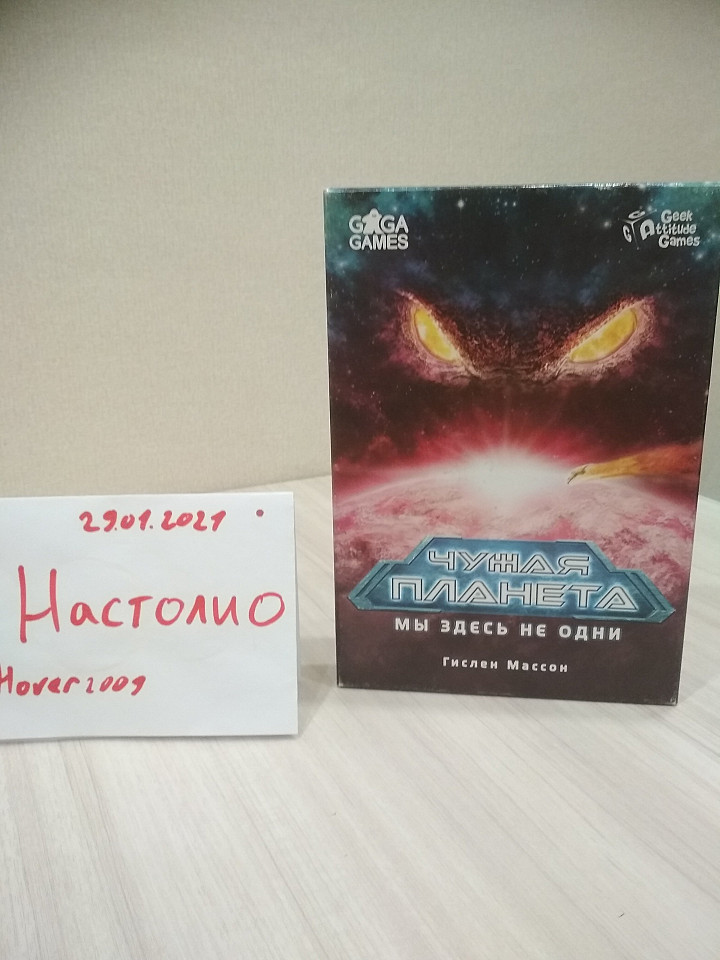 29.01.2021
Настолио
Hover2009
GAGA
GAMES
Geek
Attitude
Games
ЧУЖАЯ
ПЛАНЕТА
МЫ ЗДЕСЬ НЕ ОДНИ
Гислен Массон